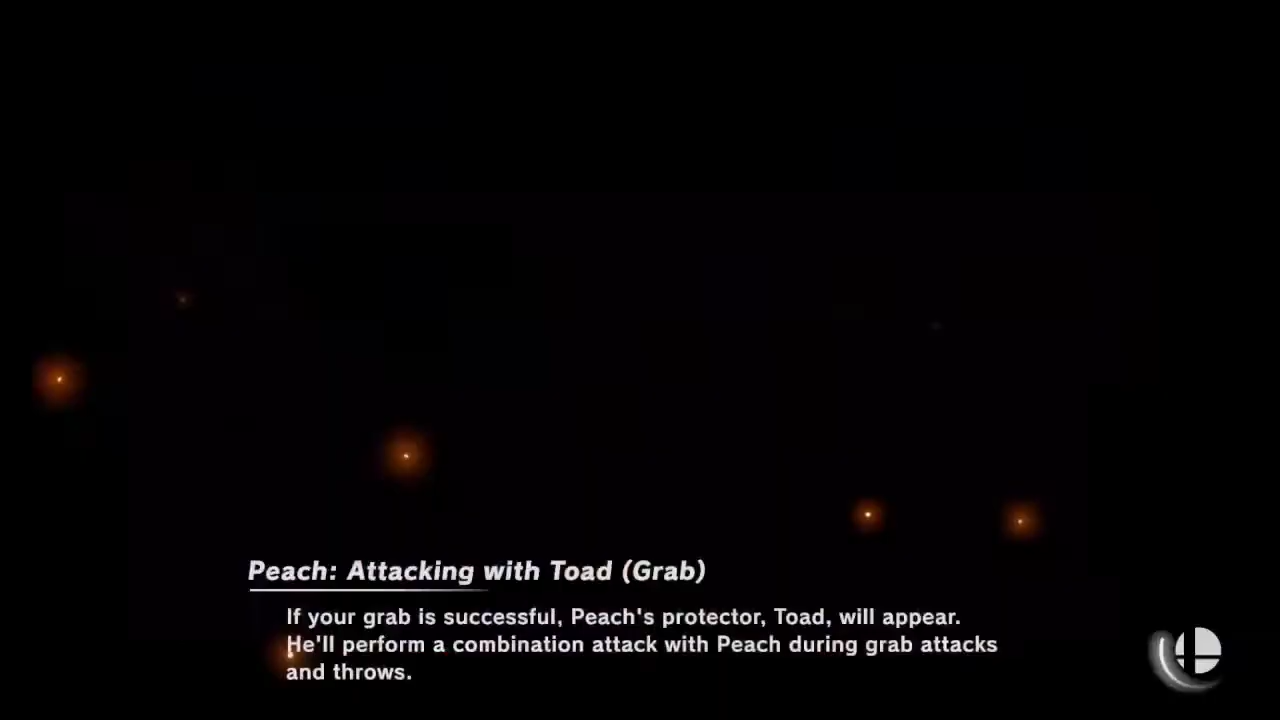 Peach: Attacking with Toad (Grab)
If your grab is successful, Peach's protector, Toad, will appear.
He'll perform a combination attack with Peach during grab attacks
and throws.